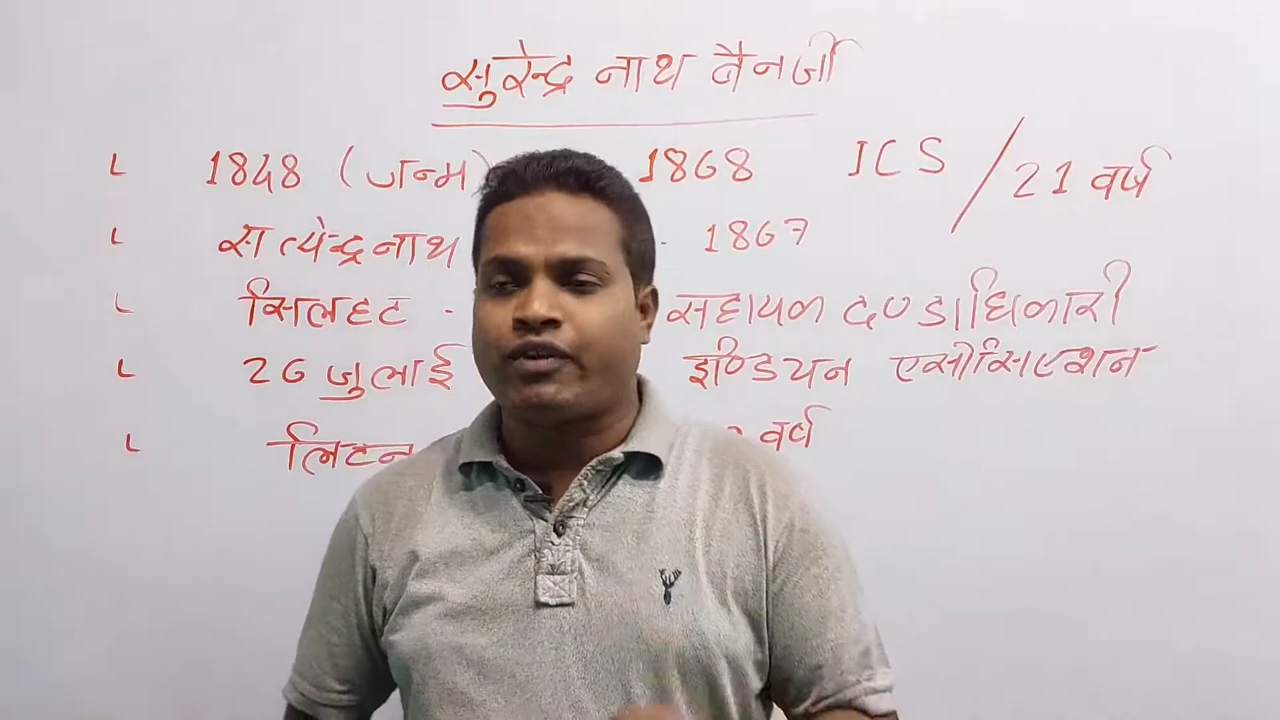 सुरेन्द्र नाथ बैनर्जी
1848 (जन्म) 1868 ICS / 21 वर्ष
सत्येन्द्रनाथ - 1867
सिलहट - सहायक दण्डाधिकारी
26 जुलाई इण्डियन एसोसिएशन
लिटन वर्ष